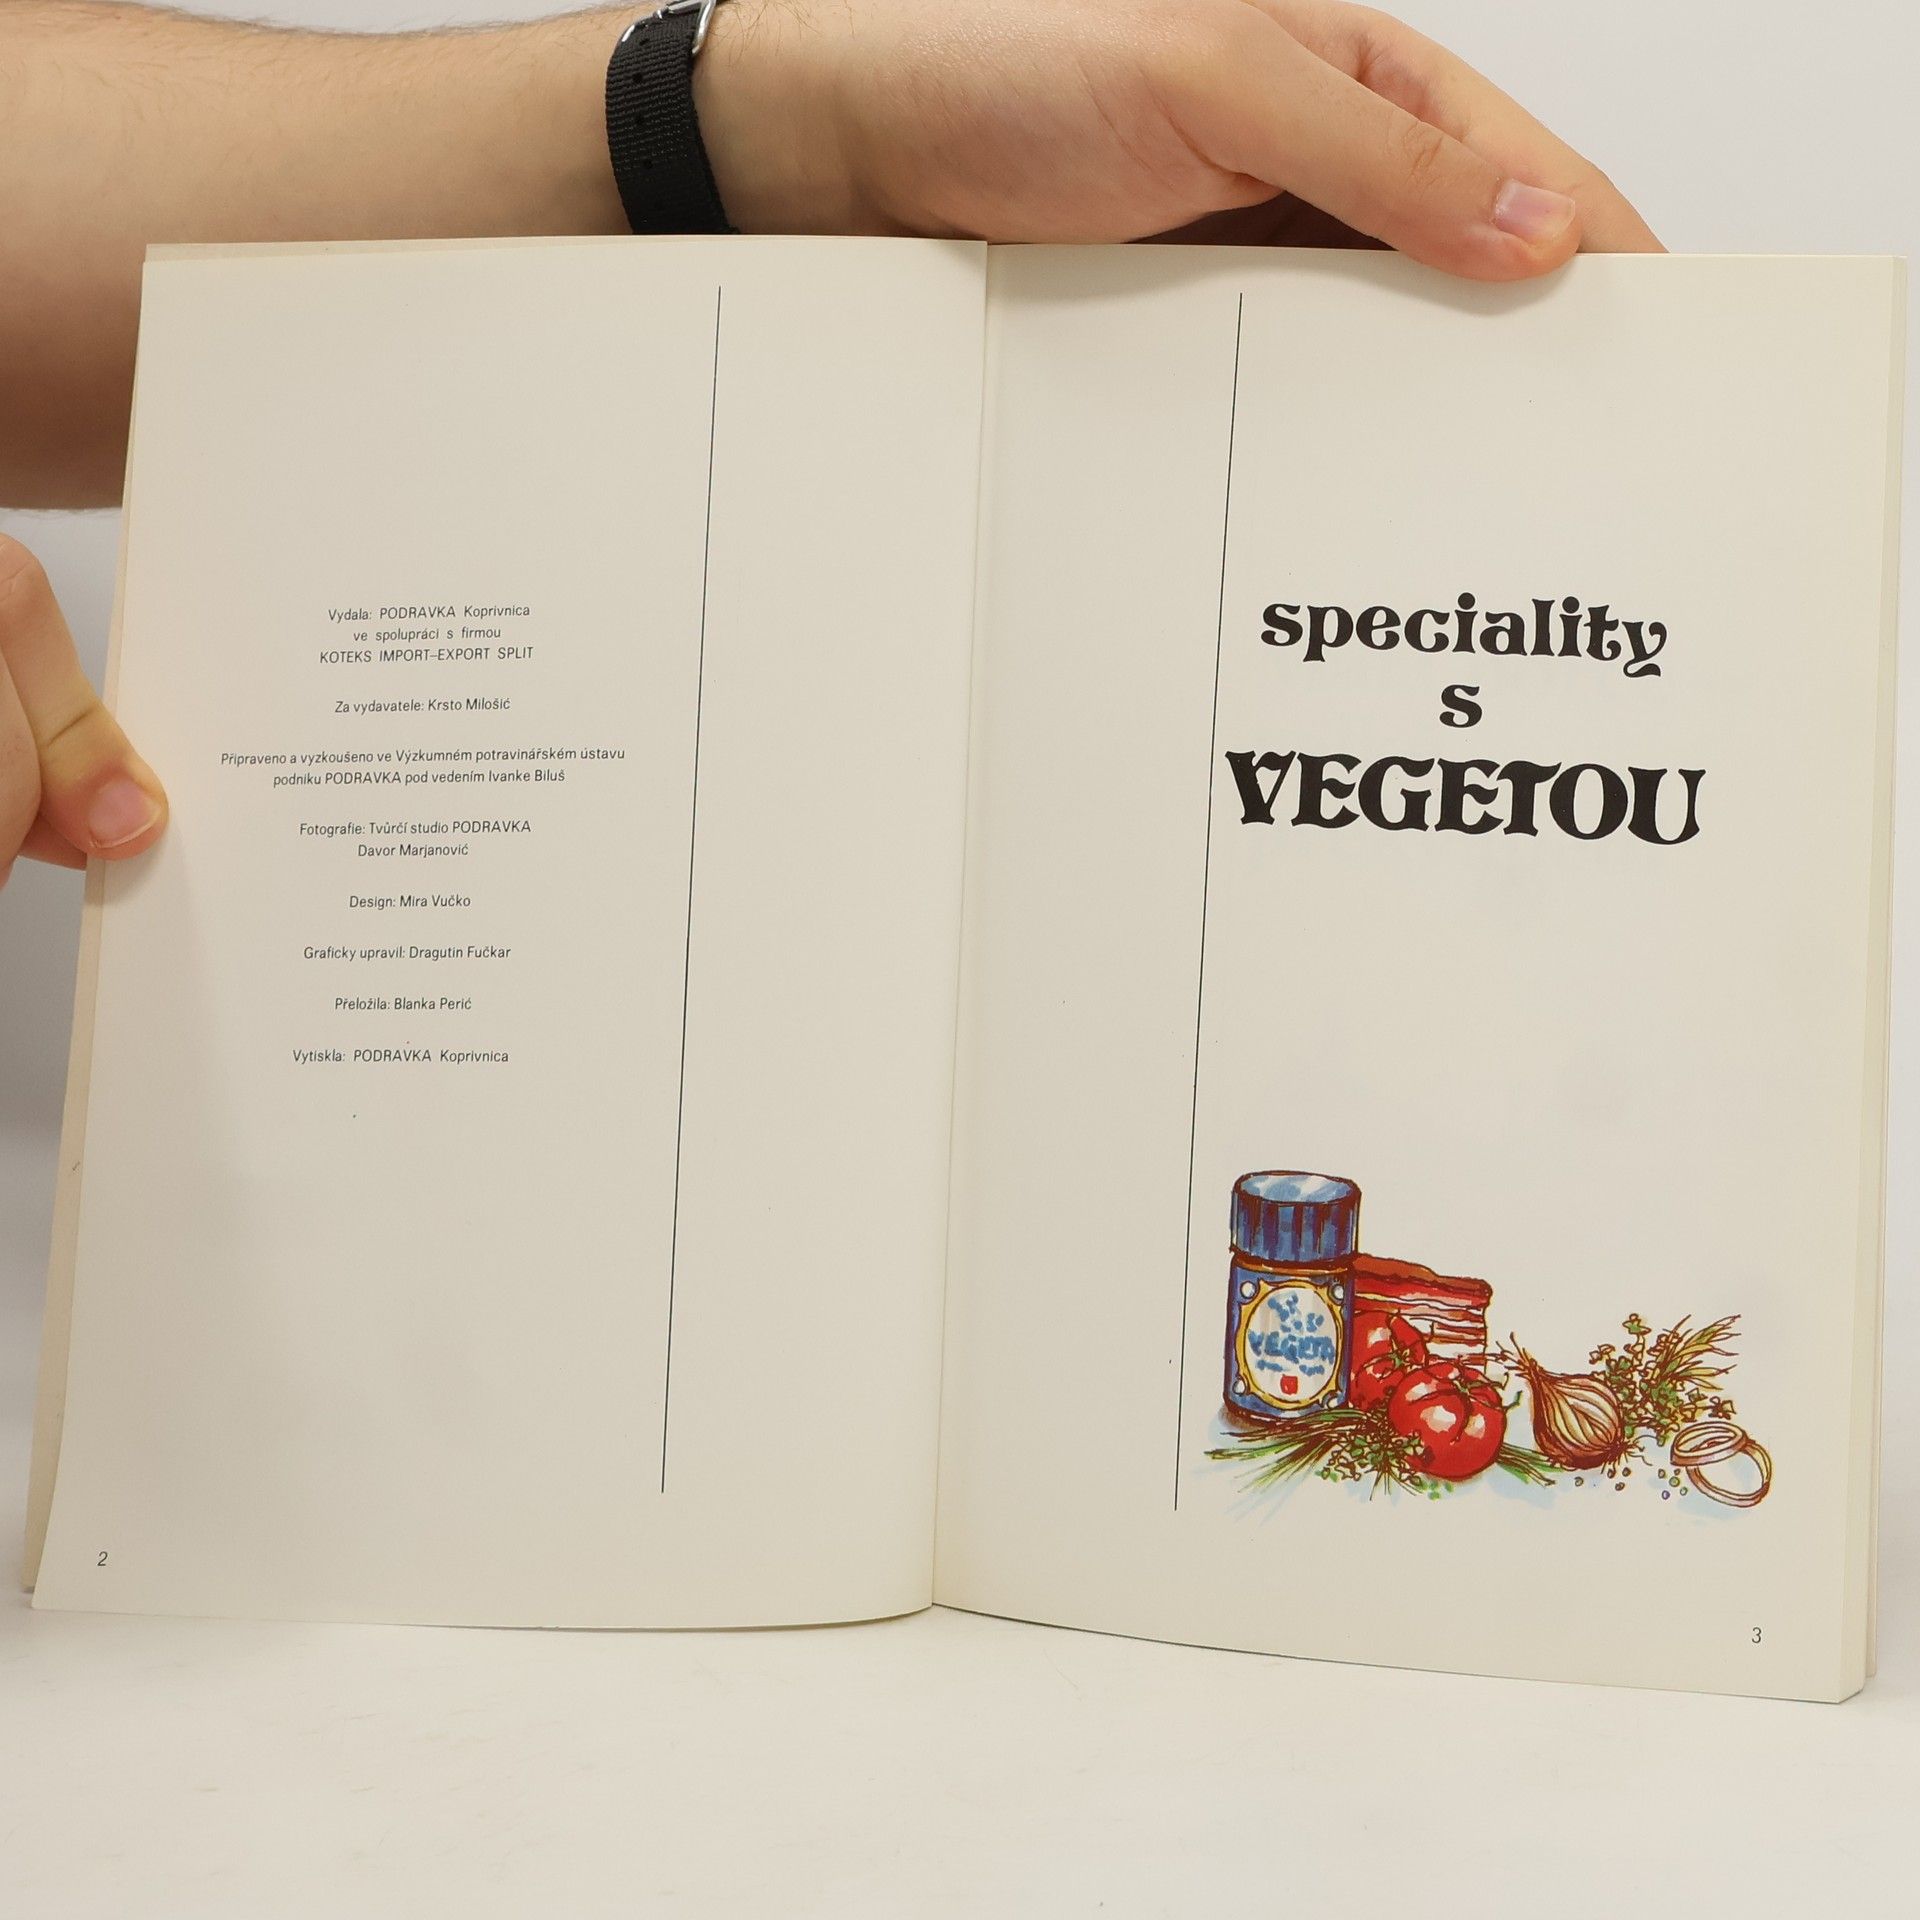 Vydala: PODRAVKA Koprivnica
ve spolupráci s firmou
KOTEKS IMPORT–EXPORT SPLIT
Za vydavatele: Krsto Milošić
Připraveno a vyzkoušeno ve Výzkumném potravinářském ústavu
podniku PODRAVKA pod vedením Ivanke Biluš
Fotografie: Tvůrčí studio PODRAVKA
Davor Marjanović
Design: Mira Vučko
Graficky upravil: Dragutin Fučkar
Přeložila: Blanka Perić
Vytiskla: PODRAVKA Koprivnica
2
speciality
s
VEGETOU
VEGETA
3